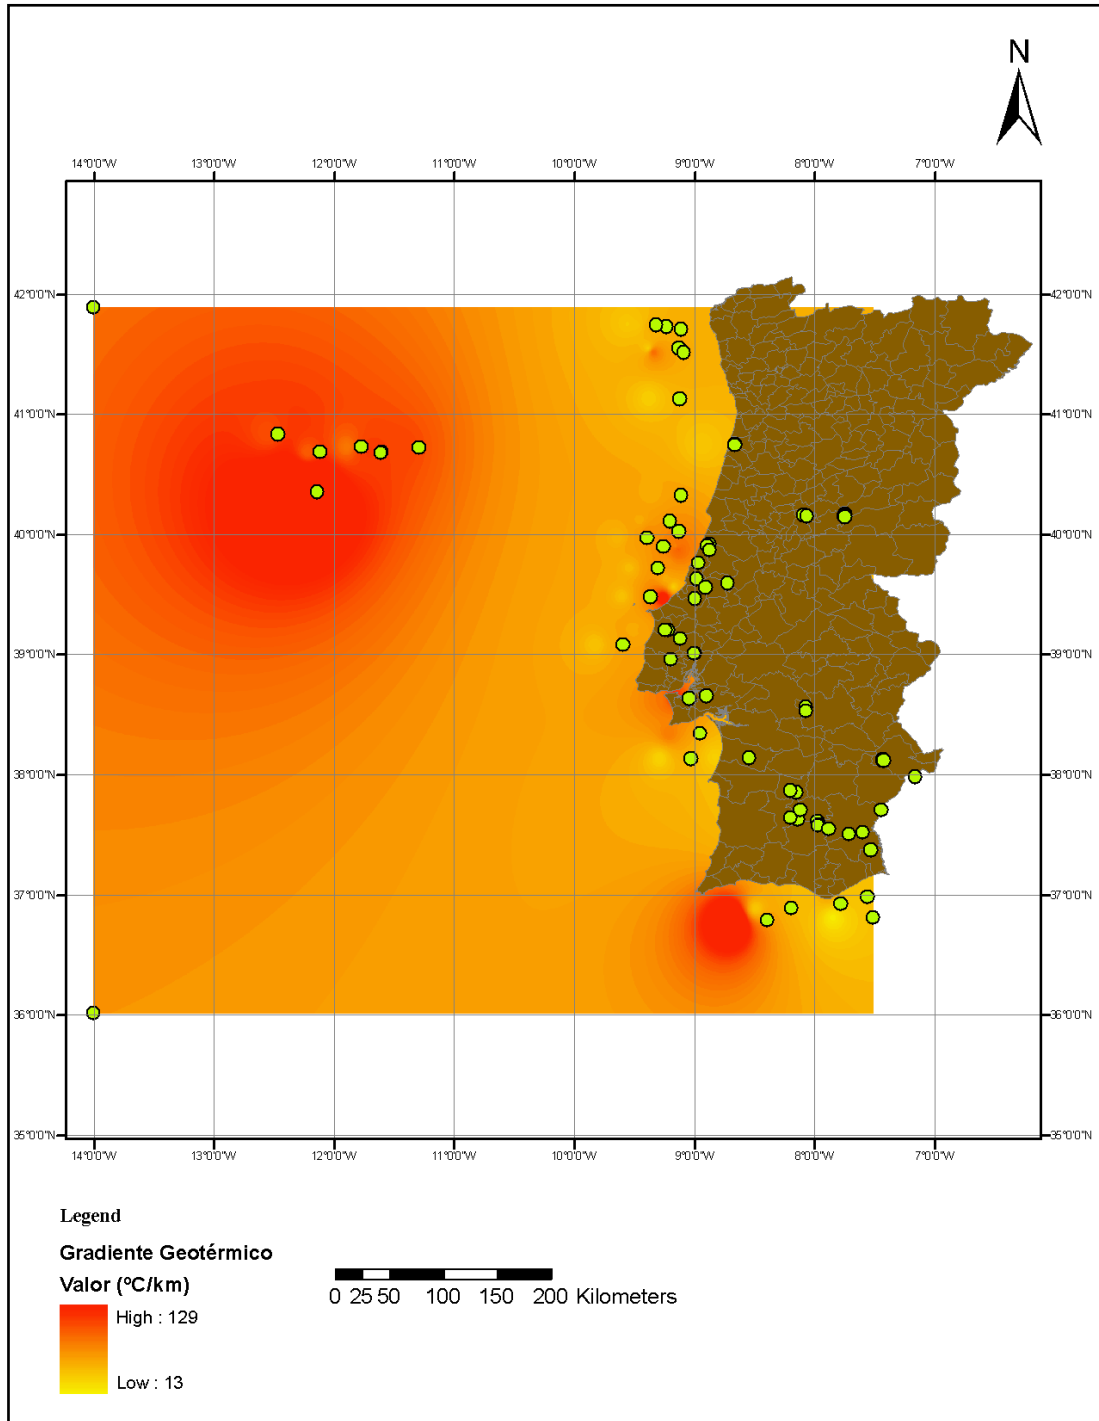 N
14°0'0"W 13°0'0"W 12°0'0"W 11°0'0"W 10°0'0"W 9°0'0"W 8°0'0"W 7°0'0"W
42°0'0"N 42°0'0"N
41°0'0"N 41°0'0"N
40°0'0"N 40°0'0"N
39°0'0"N 39°0'0"N
38°0'0"N 38°0'0"N
37°0'0"N 37°0'0"N
36°0'0"N 36°0'0"N
35°0'0"N 35°0'0"N
14°0'0"W 13°0'0"W 12°0'0"W 11°0'0"W 10°0'0"W 9°0'0"W 8°0'0"W 7°0'0"W
Legend
Gradiente Geotérmico
Valor (ºC/km)
High : 129
Low : 13
0 25 50 100 150 200 Kilometers